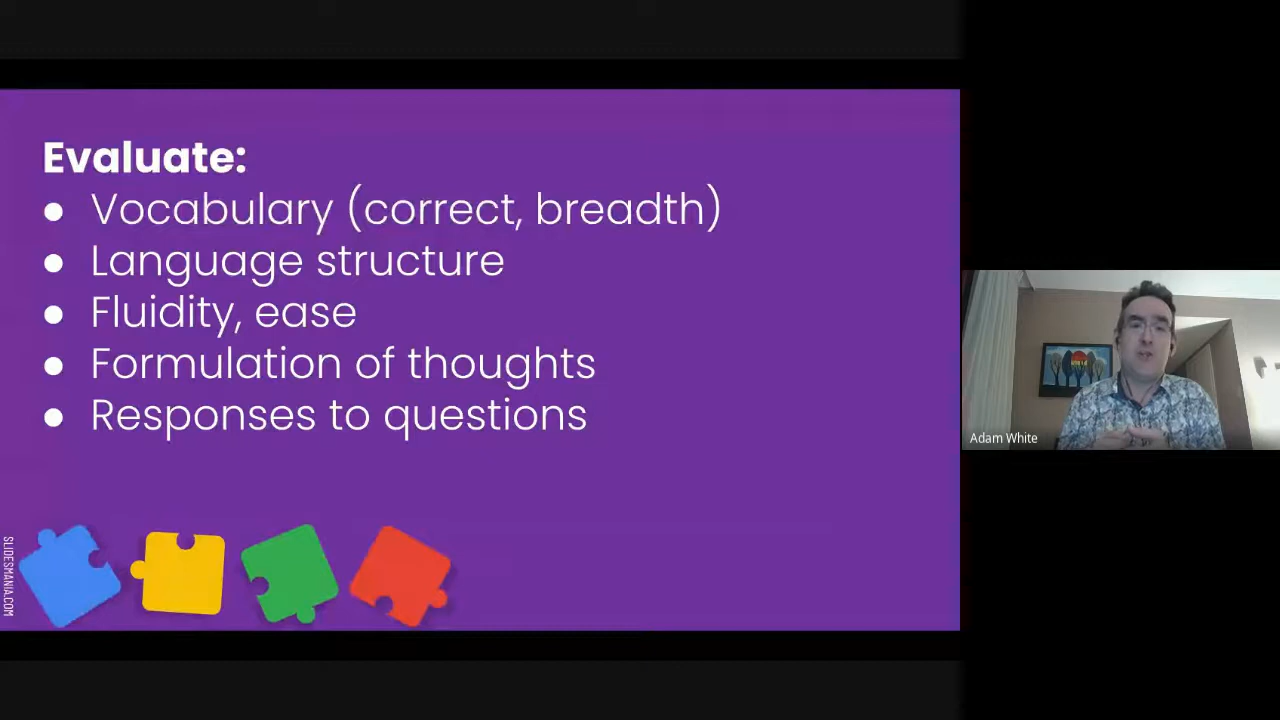 Evaluate:
● Vocabulary (correct, breadth)
● Language structure
● Fluidity, ease
● Formulation of thoughts
● Responses to questions
SLIDESMANIA.COM
Adam White